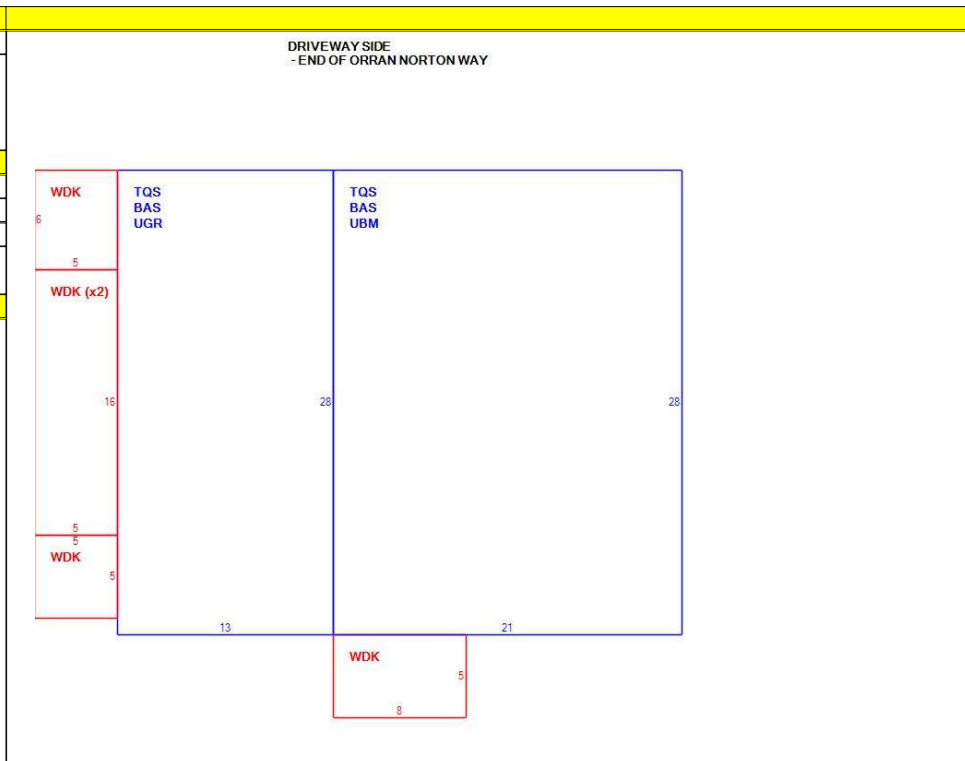 DRIVEWAY SIDE
- END OF ORRAN NORTON WAY
WDK
TQS
BAS
UGR
TQS
BAS
UBM
6
5
WDK (x2)
16
28
28
5
5
WDK
5
13
21
WDK
5
8